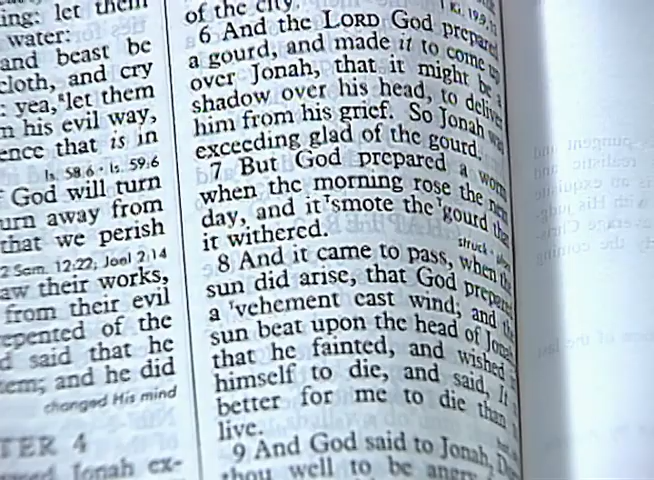 ing: let them
water:
and beast be
cloth, and cry
: yea, let them
n his evil way,
ence that is in
Is. 58.6 · Is. 59.6
God will turn
urn away from
that we perish
2 Sam. 12:22; Joel 2:14
aw their works,
from their evil
epented of the
d said that he
em; and he did
changed His mind
TER 4
Jonah ex-
of the city.
1 Ki. 19.9,13
6 And the LORD God prepared
a gourd, and made it to come up
over Jonah, that it might be a
shadow over his head, to deliver
him from his grief. So Jonah was
exceeding glad of the gourd.
7 But God prepared a worm
when the morning rose the next
day, and it smote the gourd that
it withered.
struck
8 And it came to pass, when the
sun did arise, that God prepared
a vehement east wind; and the
sun beat upon the head of Jonah,
that he fainted, and wished in
himself to die, and said, It is
better for me to die than to
live.
9 And God said to Jonah,
thou well to be angry